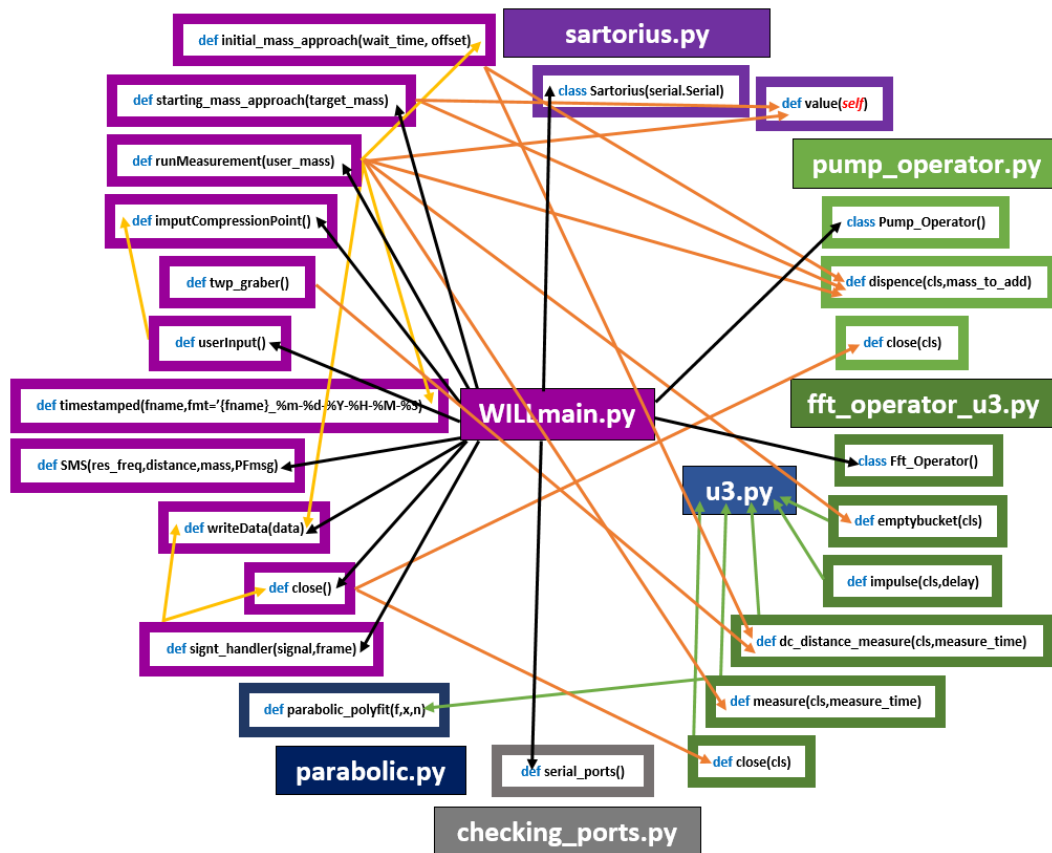 def initial_mass_approach(wait_time, offset)
sartorius.py
def starting_mass_approach(target_mass)
class Sartorius(serial.Serial)
def value(self)
def runMeasurement(user_mass)
pump_operator.py
def imputCompressionPoint()
class Pump_Operator()
def twp_graber()
def dispence(cls,mass_to_add)
def userInput()
def close(cls)
def timestamped(fname,fmt='{fname}_%m-%d-%Y-%H-%M-%S)
WILLmain.py
fft_operator_u3.py
def SMS(res_freq,distance,mass,PFmsg)
class Fft_Operator()
u3.py
def writeData(data)
def emptybucket(cls)
def close()
def impulse(cls,delay)
def signt_handler(signal,frame)
def dc_distance_measure(cls,measure_time)
def parabolic_polyfit(f,x,n)
def measure(cls,measure_time)
parabolic.py
def serial_ports()
def close(cls)
checking_ports.py